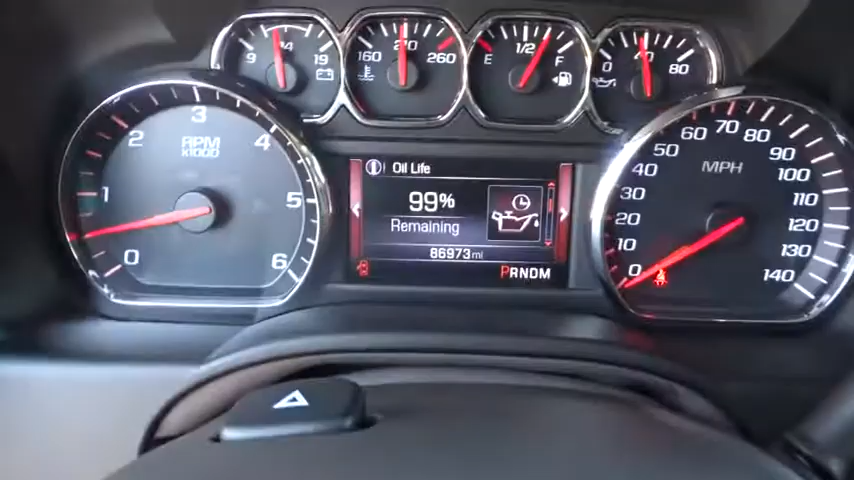 9 14 19
160 210 260
E 1/2 F
0 40 80
0 1 2 3 4 5 6
RPM
X1000
Oil Life
99%
Remaining
86973 mi
PRNDM
0 10 20 30 40 50 60 70 80 90 100 110 120 130 140
MPH